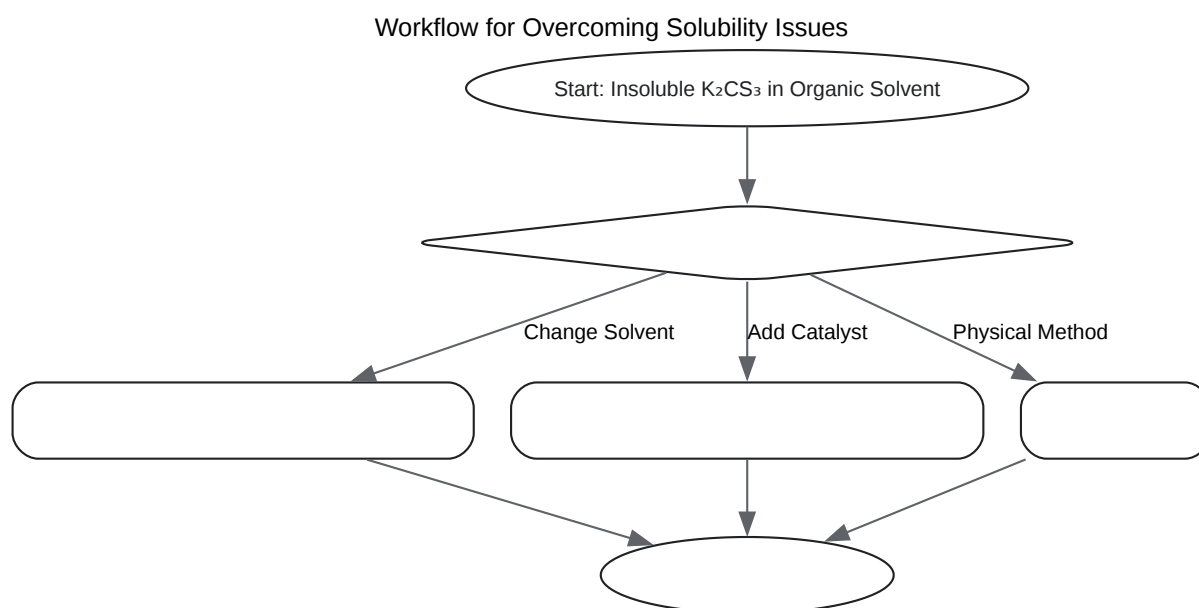 Workflow for Overcoming Solubility Issues
Start: Insoluble K₂CS₃ in Organic Solvent
Change Solvent
Add Catalyst
Physical Method